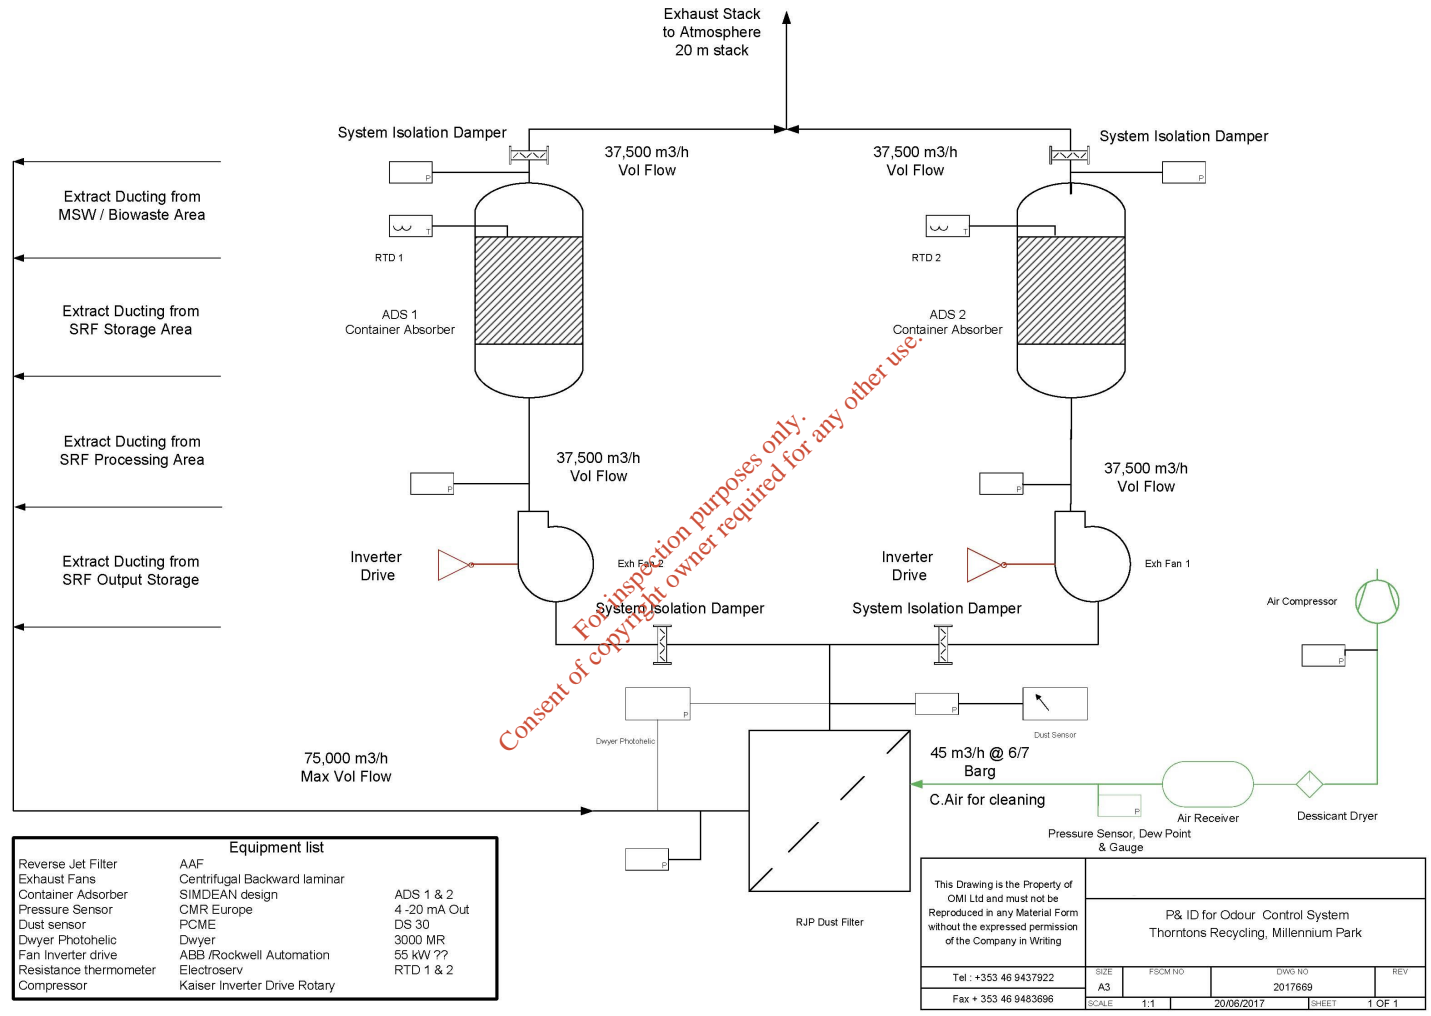 Exhaust Stack
to Atmosphere
20 m stack
System Isolation Damper
System Isolation Damper
37,500 m3/h
Vol Flow
37,500 m3/h
Vol Flow
P
P
Extract Ducting from
MSW / Biowaste Area
T
T
RTD 1
RTD 2
Extract Ducting from
SRF Storage Area
ADS 1
Container Absorber
ADS 2
Container Absorber
Extract Ducting from
SRF Processing Area
37,500 m3/h
Vol Flow
37,500 m3/h
Vol Flow
P
P
Extract Ducting from
SRF Output Storage
Inverter
Drive
Exh Fan 2
Inverter
Drive
Exh Fan 1
System Isolation Damper
System Isolation Damper
Air Compressor
P
For inspection purposes only.
Consent of copyright owner required for any other use.
P
Dwyer Photohelic
P
Dust Sensor
75,000 m3/h
Max Vol Flow
45 m3/h @ 6/7
Barg
C.Air for cleaning
P
Air Receiver
Dessicant Dryer
Pressure Sensor, Dew Point
& Gauge
P
RJP Dust Filter
Equipment list
Reverse Jet Filter AAF
Exhaust Fans Centrifugal Backward laminar
Container Adsorber SIMDEAN design ADS 1 & 2
Pressure Sensor CMR Europe 4 -20 mA Out
Dust sensor PCME DS 30
Dwyer Photohelic Dwyer 3000 MR
Fan Inverter drive ABB /Rockwell Automation 55 kW ??
Resistance thermometer Electroserv RTD 1 & 2
Compressor Kaiser Inverter Drive Rotary
This Drawing is the Property of
OMI Ltd and must not be
Reproduced in any Material Form
without the expressed permission
of the Company in Writing
Tel : +353 46 9437922
Fax + 353 46 9483696
P& ID for Odour Control System
Thorntons Recycling, Millennium Park
SIZE FSCM NO DWG NO REV
A3 2017669
SCALE 1:1 20/06/2017 SHEET 1 OF 1